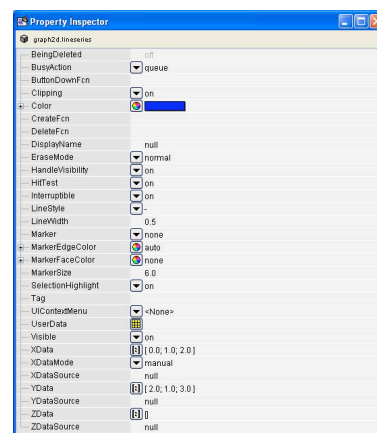 Property Inspector
graph2d.lineseries
BeingDeleted off
BusyAction queue
ButtonDownFcn
Clipping on
Color
CreateFcn
DeleteFcn
DisplayName null
EraseMode normal
HandleVisibility on
HitTest on
Interruptible on
LineStyle -
LineWidth 0.5
Marker none
MarkerEdgeColor auto
MarkerFaceColor none
MarkerSize 6.0
SelectionHighlight on
Tag
UIContextMenu <None>
UserData
Visible on
XData [ 0.0; 1.0; 2.0 ]
XDataMode manual
XDataSource null
YData [ 2.0; 1.0; 3.0 ]
YDataSource null
ZData []
ZDataSource null